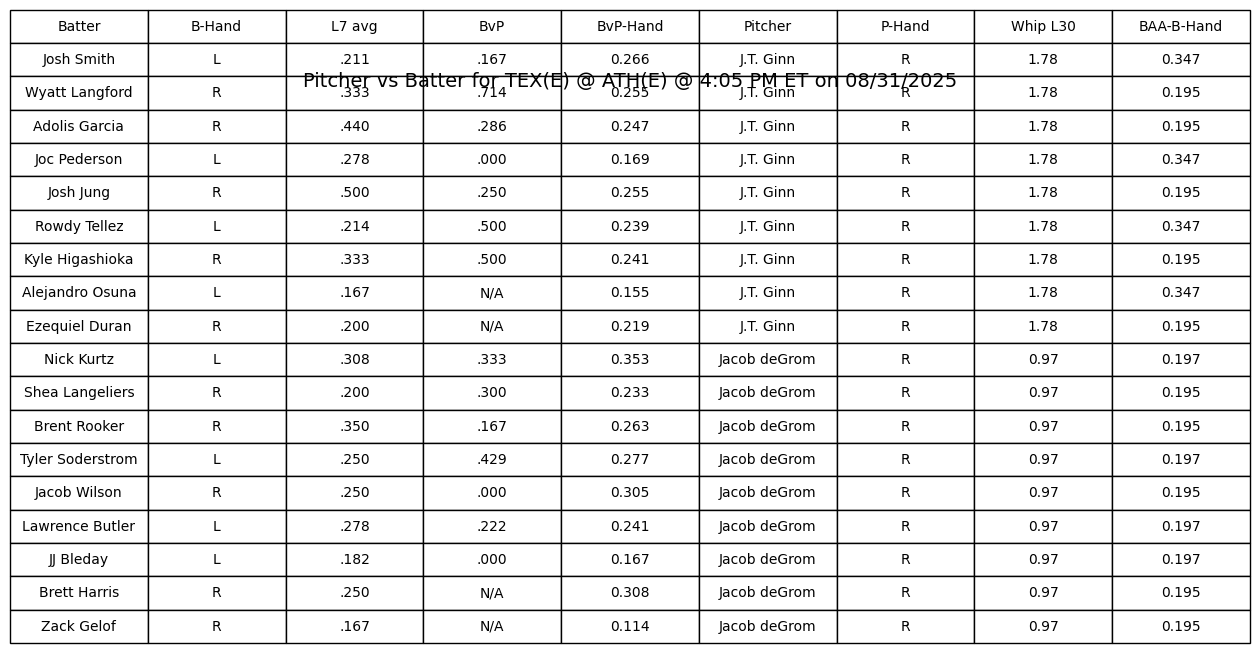 Batter B-Hand L7 avg BvP BvP-Hand Pitcher P-Hand Whip L30 BAA-B-Hand
Josh Smith L .211 .167 0.266 J.T. Ginn R 1.78 0.347
Pitcher vs Batter for TEX(E) @ ATH(E) @ 4:05 PM ET on 08/31/2025
Wyatt Langford R .333 .714 0.255 J.T. Ginn R 1.78 0.195
Adolis Garcia R .440 .286 0.247 J.T. Ginn R 1.78 0.195
Joc Pederson L .278 .000 0.169 J.T. Ginn R 1.78 0.347
Josh Jung R .500 .250 0.255 J.T. Ginn R 1.78 0.195
Rowdy Tellez L .214 .500 0.239 J.T. Ginn R 1.78 0.347
Kyle Higashioka R .333 .500 0.241 J.T. Ginn R 1.78 0.195
Alejandro Osuna L .167 N/A 0.155 J.T. Ginn R 1.78 0.347
Ezequiel Duran R .200 N/A 0.219 J.T. Ginn R 1.78 0.195
Nick Kurtz L .308 .333 0.353 Jacob deGrom R 0.97 0.197
Shea Langeliers R .200 .300 0.233 Jacob deGrom R 0.97 0.195
Brent Rooker R .350 .167 0.263 Jacob deGrom R 0.97 0.195
Tyler Soderstrom L .250 .429 0.277 Jacob deGrom R 0.97 0.197
Jacob Wilson R .250 .000 0.305 Jacob deGrom R 0.97 0.195
Lawrence Butler L .278 .222 0.241 Jacob deGrom R 0.97 0.197
JJ Bleday L .182 .000 0.167 Jacob deGrom R 0.97 0.197
Brett Harris R .250 N/A 0.308 Jacob deGrom R 0.97 0.195
Zack Gelof R .167 N/A 0.114 Jacob deGrom R 0.97 0.195